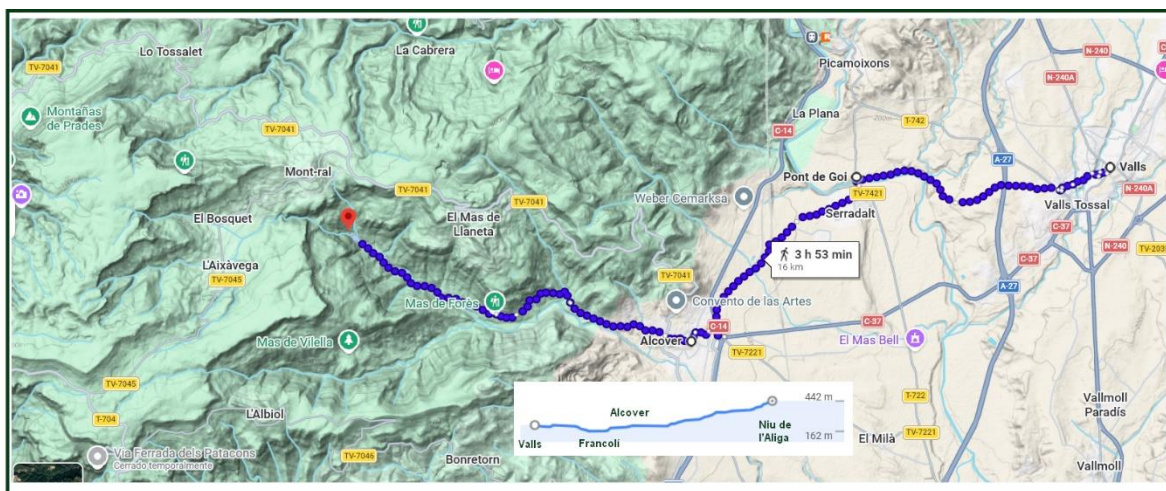 Lo Tossalet
TV-7041
La Cabrera
Picamoixons
N-240
N-240A
Montañas
de Prades
TV-7041
La Plana
C-14
T-742
A-27
Mont-ral
TV-7041
TV-7041
Pont de Goi
Valls
TV-7421
Weber Cemarksa
N-240A
El Bosquet
El Mas de
Llaneta
Serradalt
Valls Tossal
C-37
N-240
3 h 53 min
16 km
L'Aixàvega
TV-7045
TV-7041
C-37
A-27
Mas de Forès
Convento de las Artes
C-14
C-37
Mas de Vilella
Alcover
TV-7221
El Mas Bell
TV-7045
T-704
L'Albiol
442 m
Alcover
Valls
Francolí
Niu de
l'Aliga
162 m
T-722
TV-7221
El Milà
Vallmoll
Paradís
Via Ferrada dels Patacons
Cerrado temporalmente
TV-7046
Bonretorn
Vallmoll